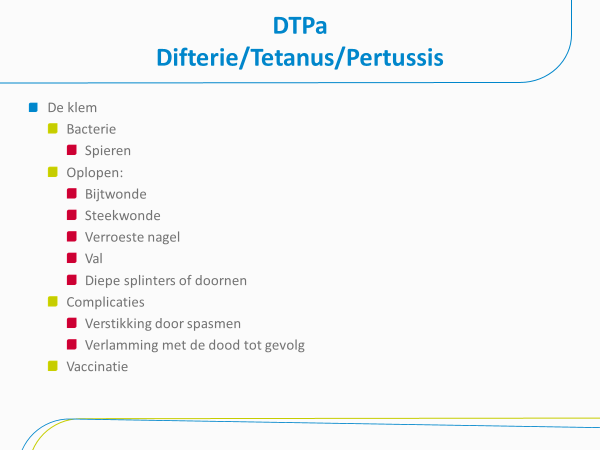 DTPa
Difterie/Tetanus/Pertussis
De klem
Bacterie
Spieren
Oplopen:
Bijtwonde
Steekwonde
Verroeste nagel
Val
Diepe splinters of doornen
Complicaties
Verstikking door spasmen
Verlamming met de dood tot gevolg
Vaccinatie